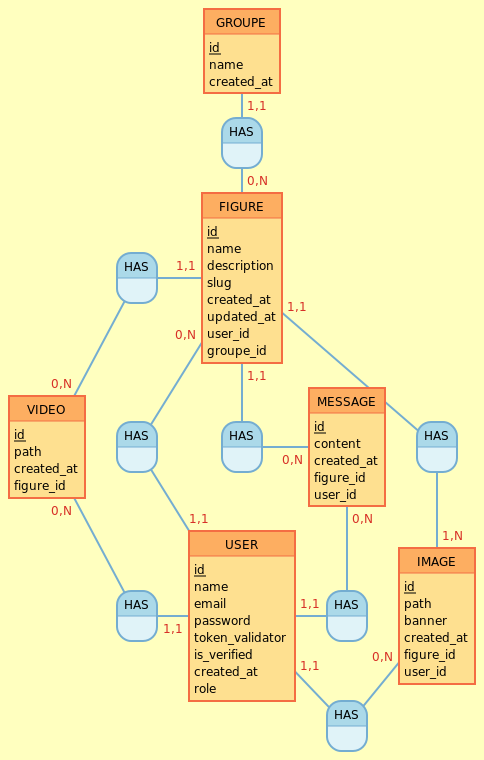 GROUPE
id
name
created_at
1,1
HAS
0,N
FIGURE
id
name
description
slug
created_at
updated_at
user_id
groupe_id
HAS
1,1
0,N
1,1
0,N
1,1
VIDEO
id
path
created_at
figure_id
0,N
HAS
HAS
MESSAGE
id
content
created_at
figure_id
user_id
0,N
0,N
HAS
1,N
1,1
USER
id
name
email
password
token_validator
is_verified
created_at
role
IMAGE
id
path
banner
created_at
figure_id
user_id
HAS
1,1
1,1
HAS
1,1
0,N
HAS